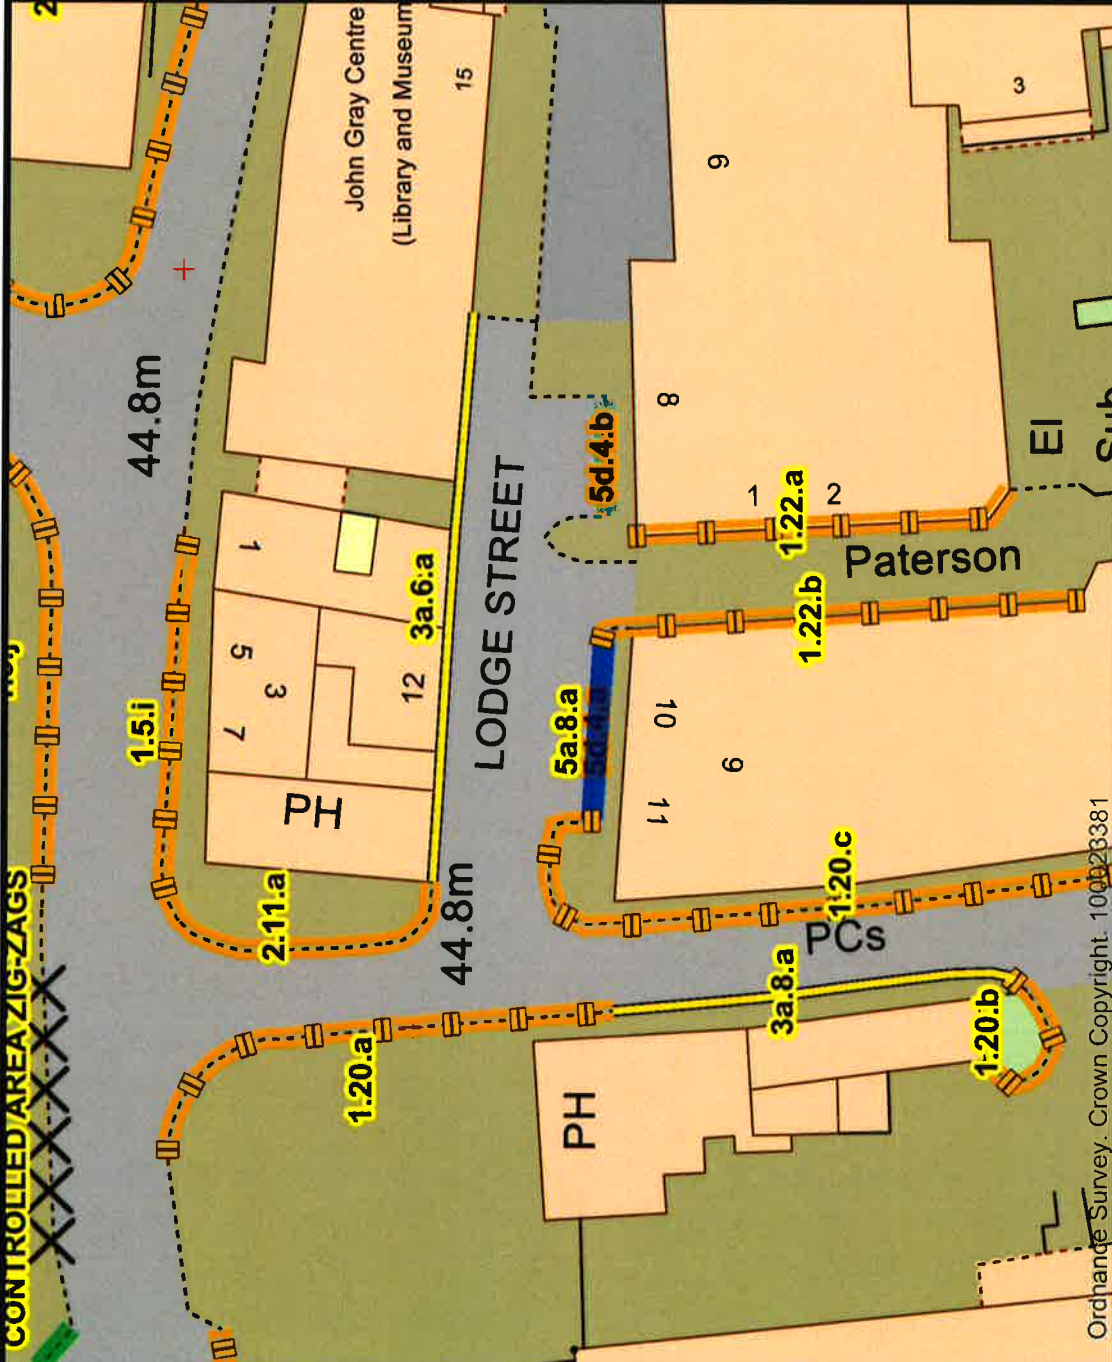 CONTROLLED AREA ZIG-ZAGS
2
John Gray Centre
(Library and Museum
15
3
9
44.8m
8
1
2
1.22.a
5d.4.b
El
Paterson
1.22.b
1
5
3
7
12
3a.6.a
LODGE STREET
1.5.i
PH
5a.8.a
5d.4.a
10
9
11
2.11.a
44.8m
1.20.c
PCs
3a.8.a
1.20.b
1.20.a
PH
Ordnance Survey. Crown Copyright. 100023381